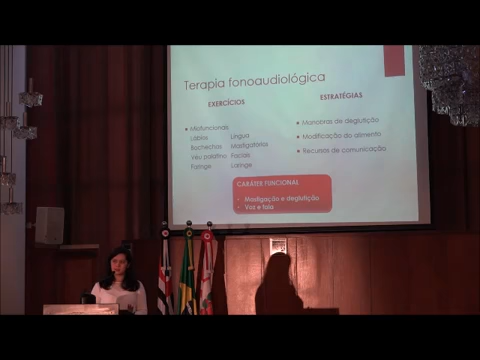 Terapia fonoaudiológica
EXERCÍCIOS
Miofuncionais
Lábios Língua
Bochechas Mastigatórios
Véu palatino Faciais
Faringe Laringe
ESTRATÉGIAS
Manobras de deglutição
Modificação do alimento
Recursos de comunicação
CARÁTER FUNCIONAL
Mastigação e deglutição
Voz e fala